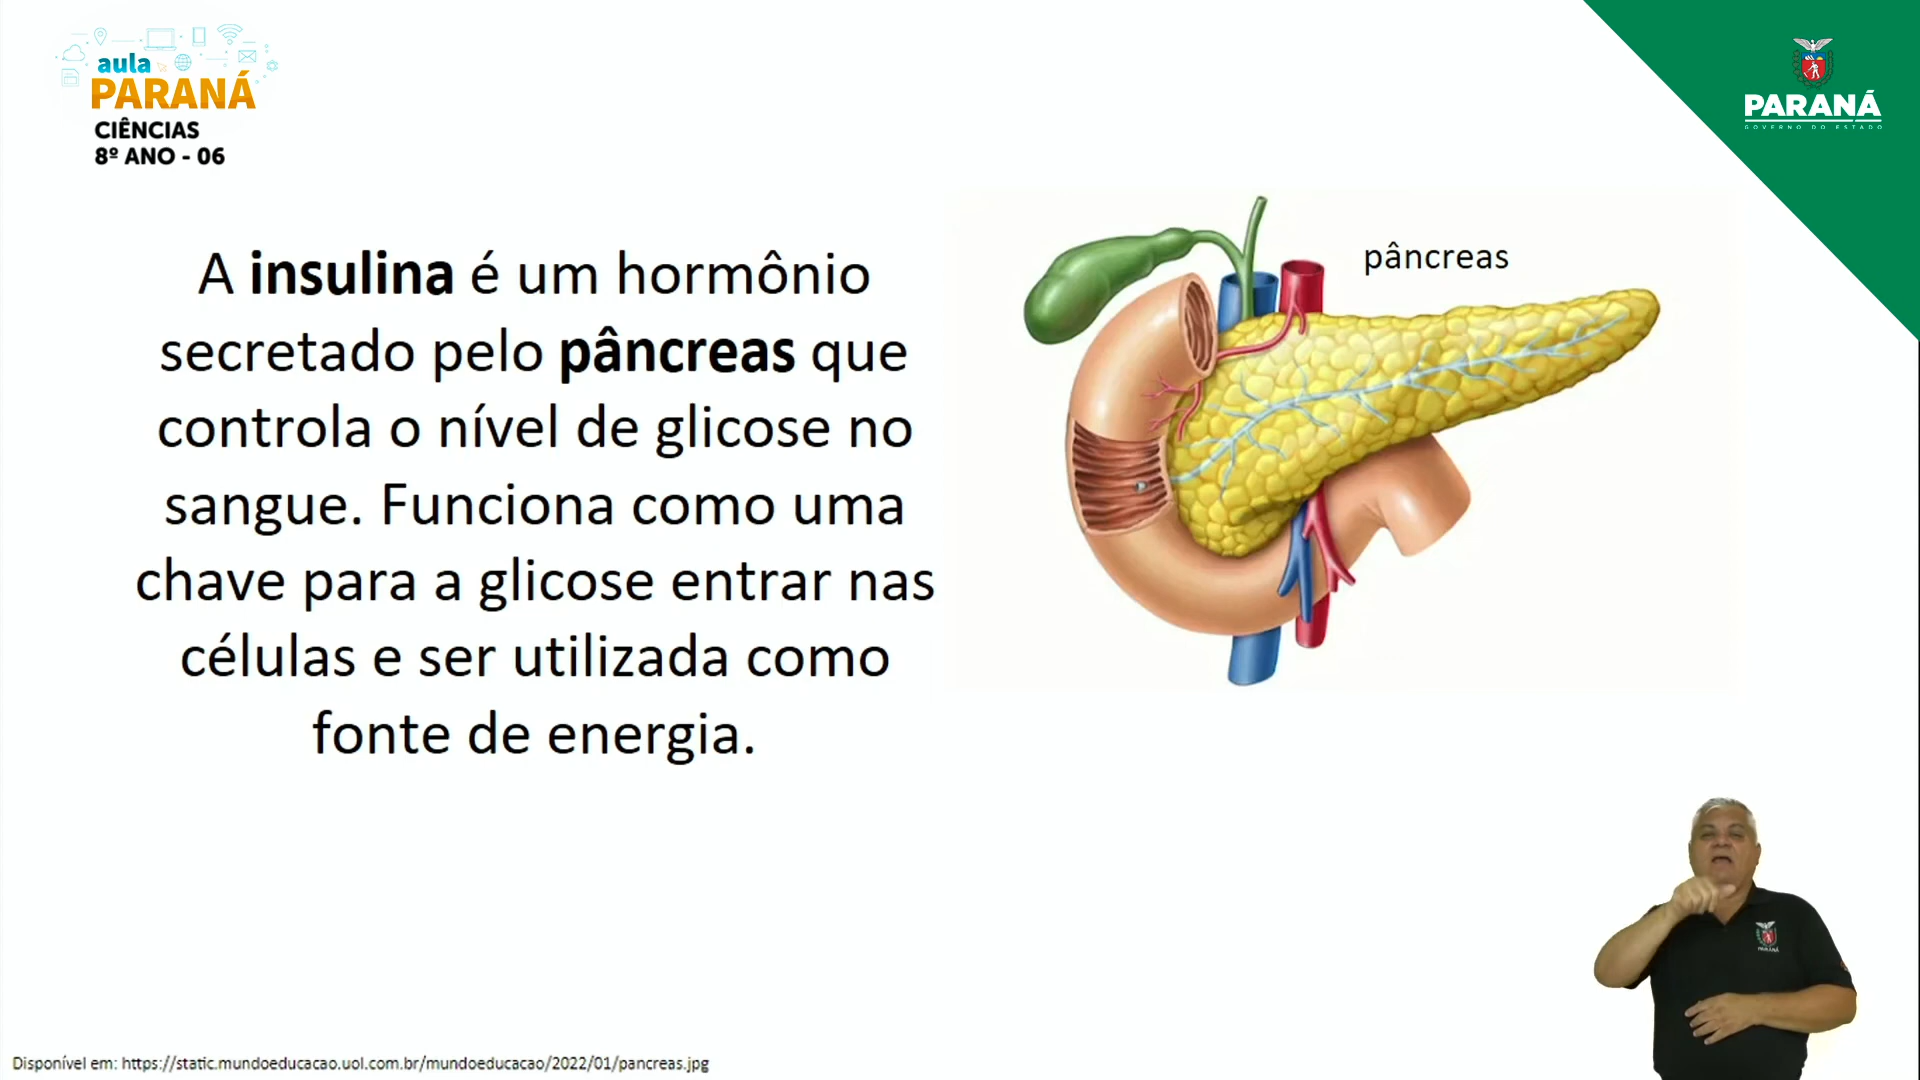 aula
PARANÁ
CIÊNCIAS
8º ANO - 06
PARANÁ
GOVERNO DO ESTADO
A insulina é um hormônio
secretado pelo pâncreas que
controla o nível de glicose no
sangue. Funciona como uma
chave para a glicose entrar nas
células e ser utilizada como
fonte de energia.
pâncreas
Disponível em: https://static.mundoeducacao.uol.com.br/mundoeducacao/2022/01/pancreas.jpg